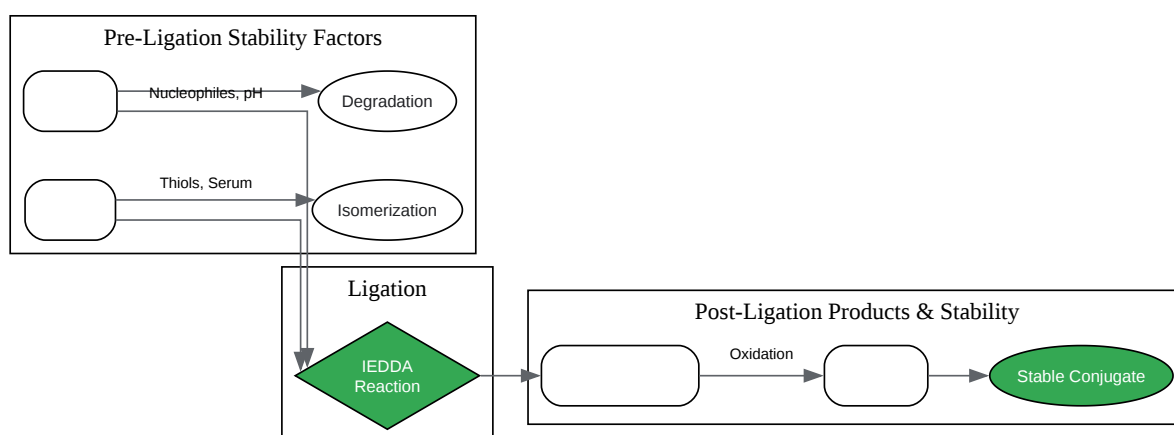 Pre-Ligation Stability Factors
Nucleophiles, pH
Degradation
Thiols, Serum
Isomerization
Ligation
IEDDA
Reaction
Post-Ligation Products & Stability
Oxidation
Stable Conjugate